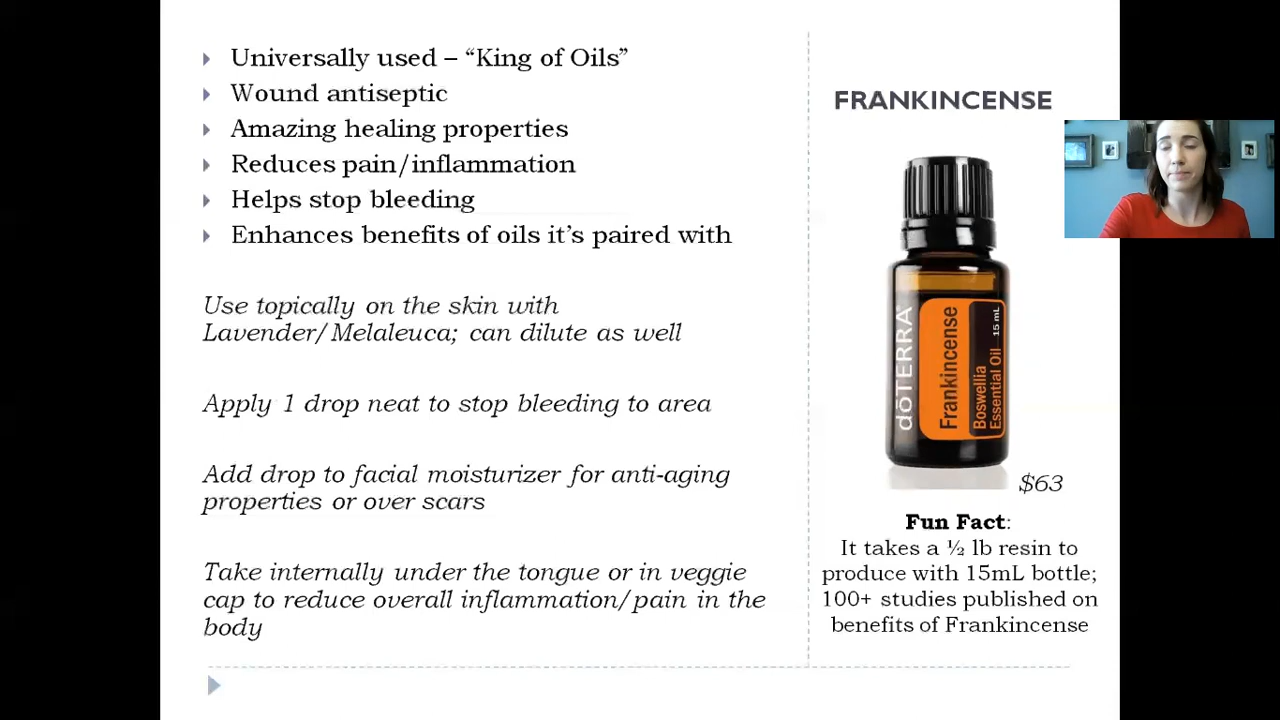 Universally used – “King of Oils”
Wound antiseptic
Amazing healing properties
Reduces pain/inflammation
Helps stop bleeding
Enhances benefits of oils it’s paired with
Use topically on the skin with
Lavender/Melaleuca; can dilute as well
Apply 1 drop neat to stop bleeding to area
Add drop to facial moisturizer for anti-aging
properties or over scars
Take internally under the tongue or in veggie
cap to reduce overall inflammation/pain in the
body
FRANKINCENSE
dōTERRA®
Frankincense
Boswellia
Essential Oil 15 mL
$63
Fun Fact:
It takes a ½ lb resin to
produce with 15mL bottle;
100+ studies published on
benefits of Frankincense